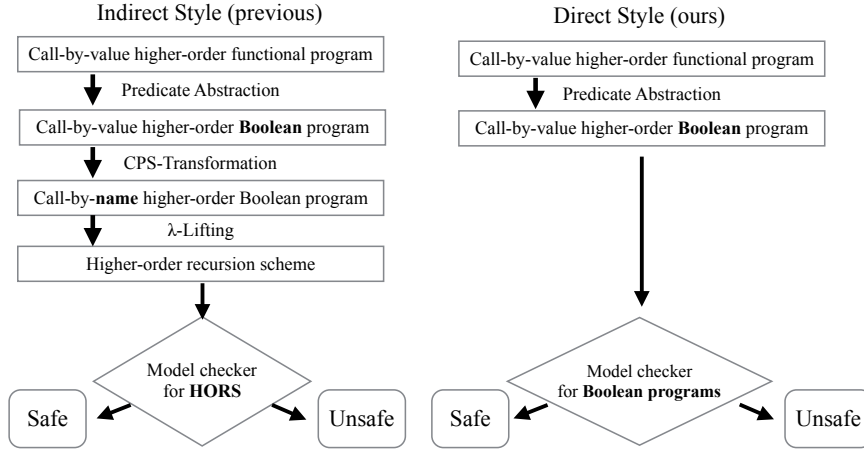 Indirect Style (previous)
Call-by-value higher-order functional program
Predicate Abstraction
Call-by-value higher-order Boolean program
CPS-Transformation
Call-by-name higher-order Boolean program
λ-Lifting
Higher-order recursion scheme
Model checker
for HORS
Safe
Unsafe
Direct Style (ours)
Call-by-value higher-order functional program
Predicate Abstraction
Call-by-value higher-order Boolean program
Model checker
for Boolean programs
Safe
Unsafe